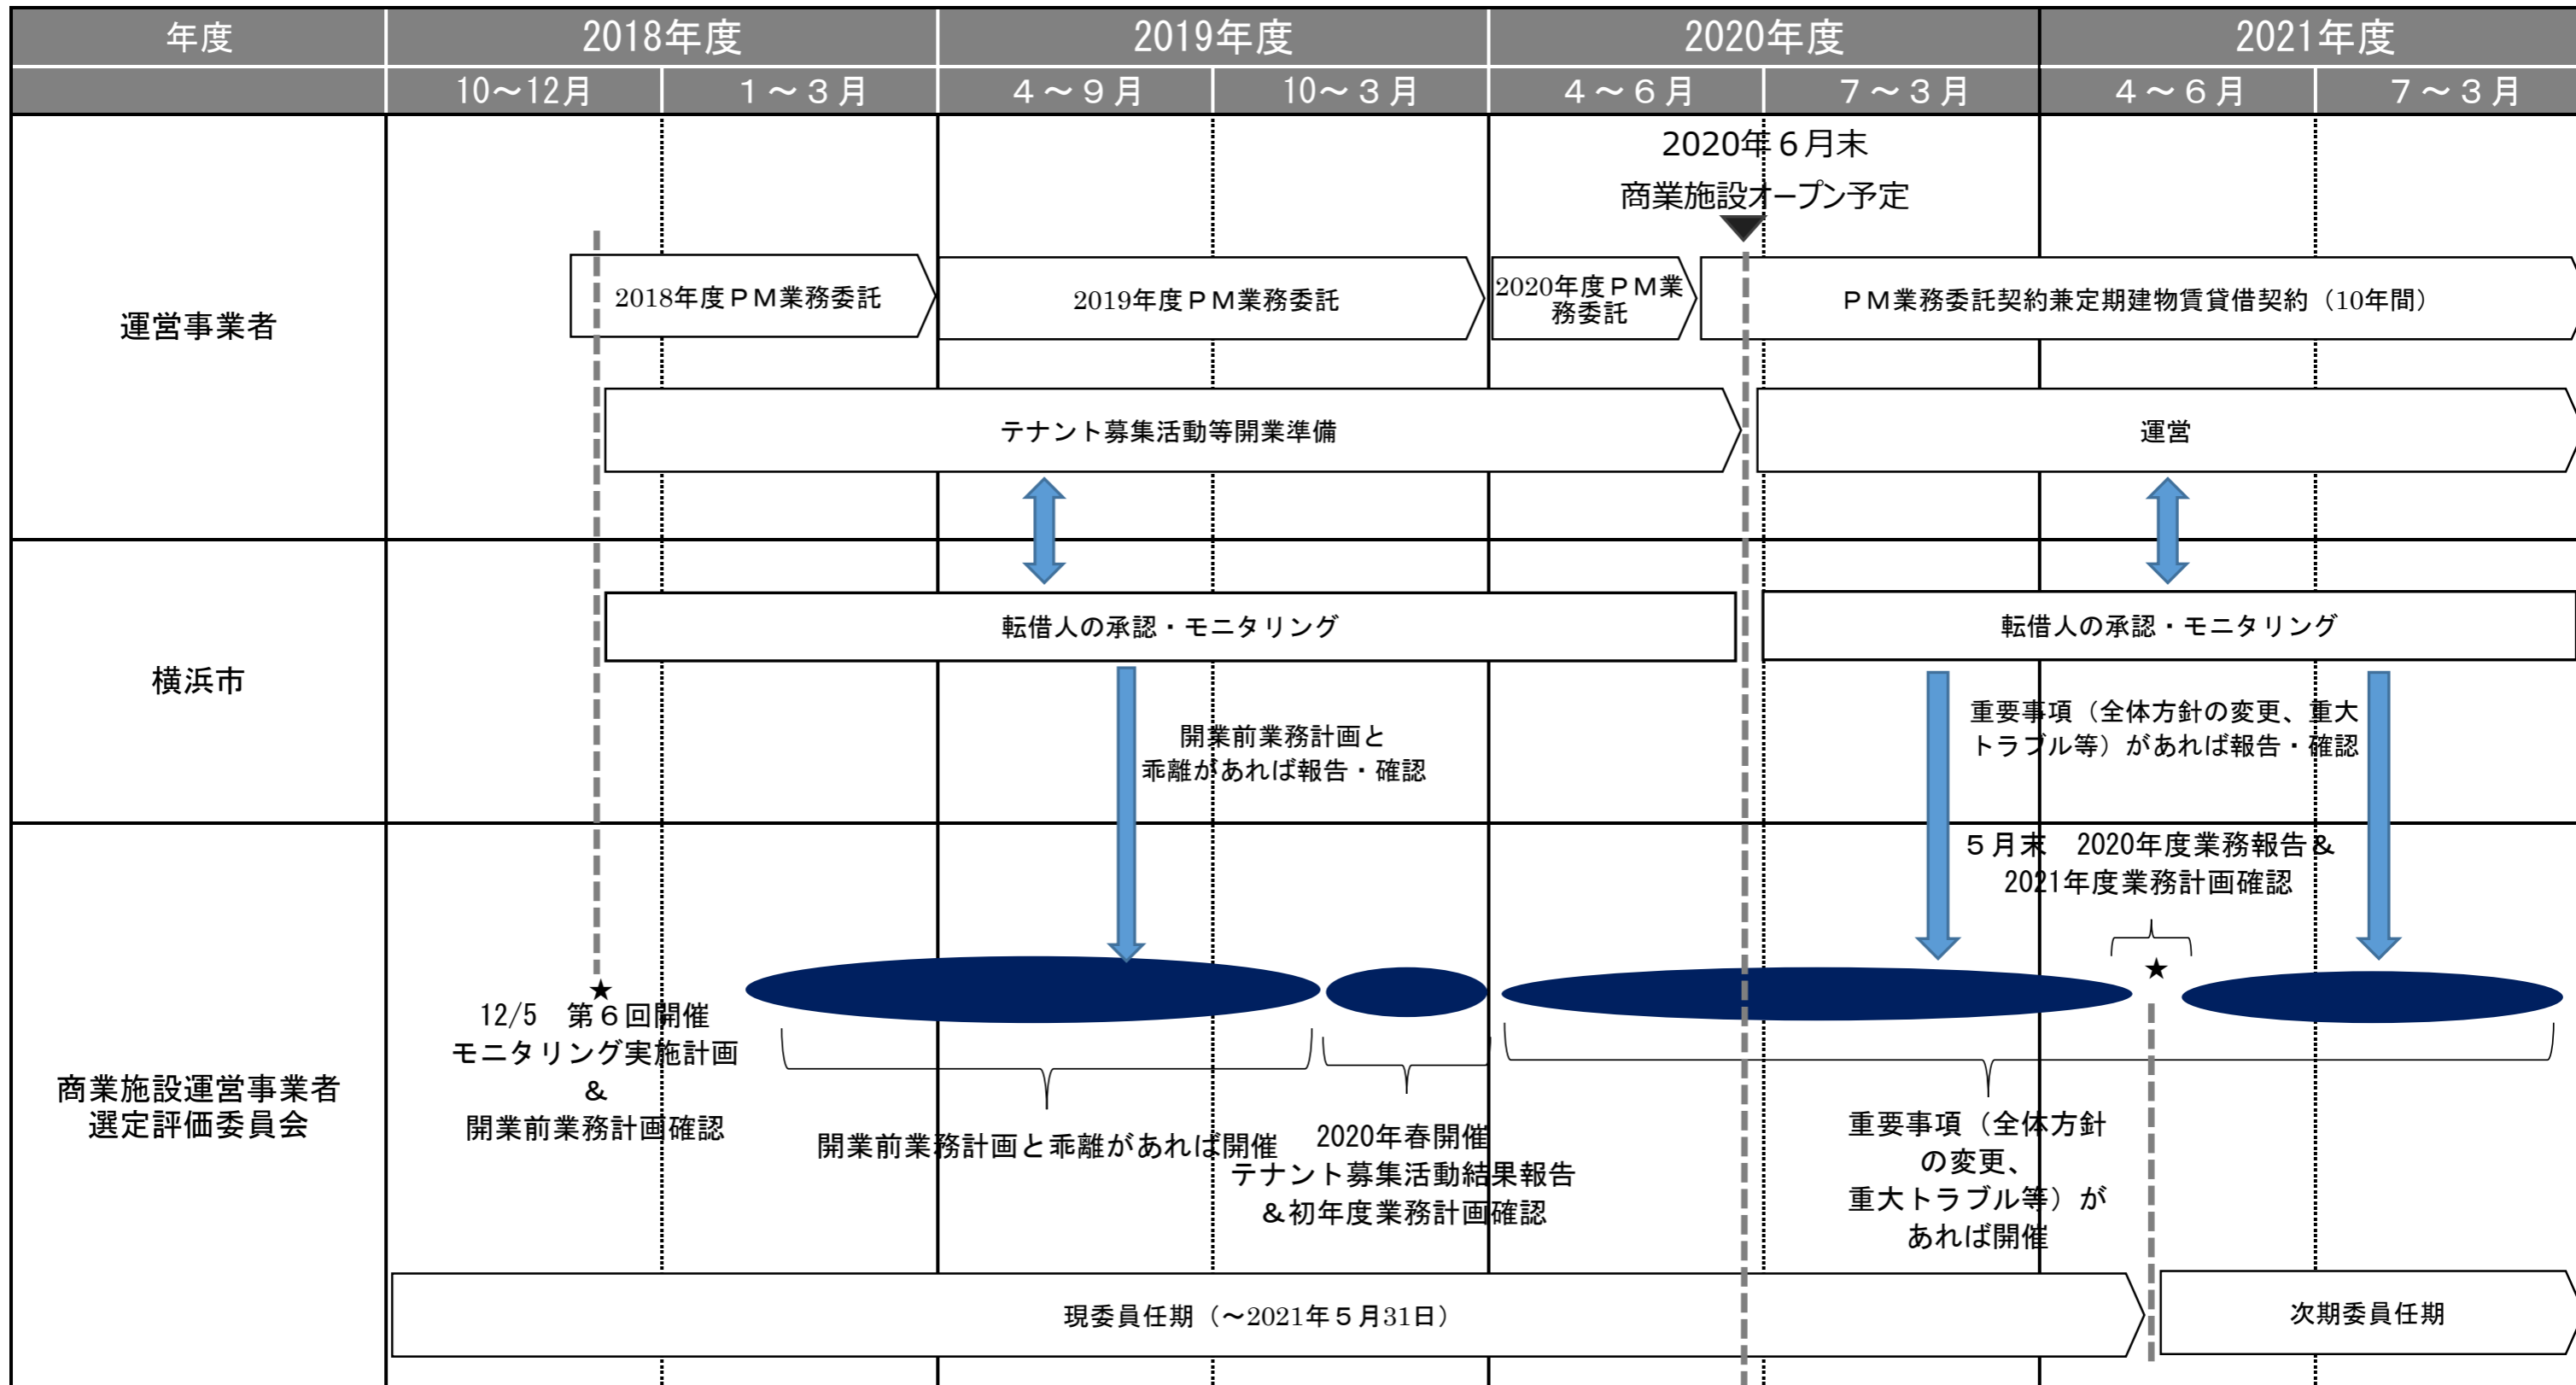 年度
2018年度
2019年度
2020年度
2021年度
10～12月
１～３月
４～９月
10～３月
４～６月
７～３月
４～６月
７～３月
2020年６月末
商業施設オープン予定
運営事業者
2018年度ＰＭ業務委託
2019年度ＰＭ業務委託
2020年度ＰＭ業
務委託
ＰＭ業務委託契約兼定期建物賃貸借契約（10年間）
テナント募集活動等開業準備
運営
横浜市
転借人の承認・モニタリング
転借人の承認・モニタリング
開業前業務計画と
乖離があれば報告・確認
重要事項（全体方針の変更、重大
トラブル等）があれば報告・確認
商業施設運営事業者
選定評価委員会
５月末　2020年度業務報告＆
2021年度業務計画確認
★
★
12/5　第６回開催
モニタリング実施計画
＆
開業前業務計画確認
開業前業務計画と乖離があれば開催
2020年春開催
テナント募集活動結果報告
＆初年度業務計画確認
重要事項（全体方針
の変更、
重大トラブル等）が
あれば開催
現委員任期（～2021年５月31日）
次期委員任期